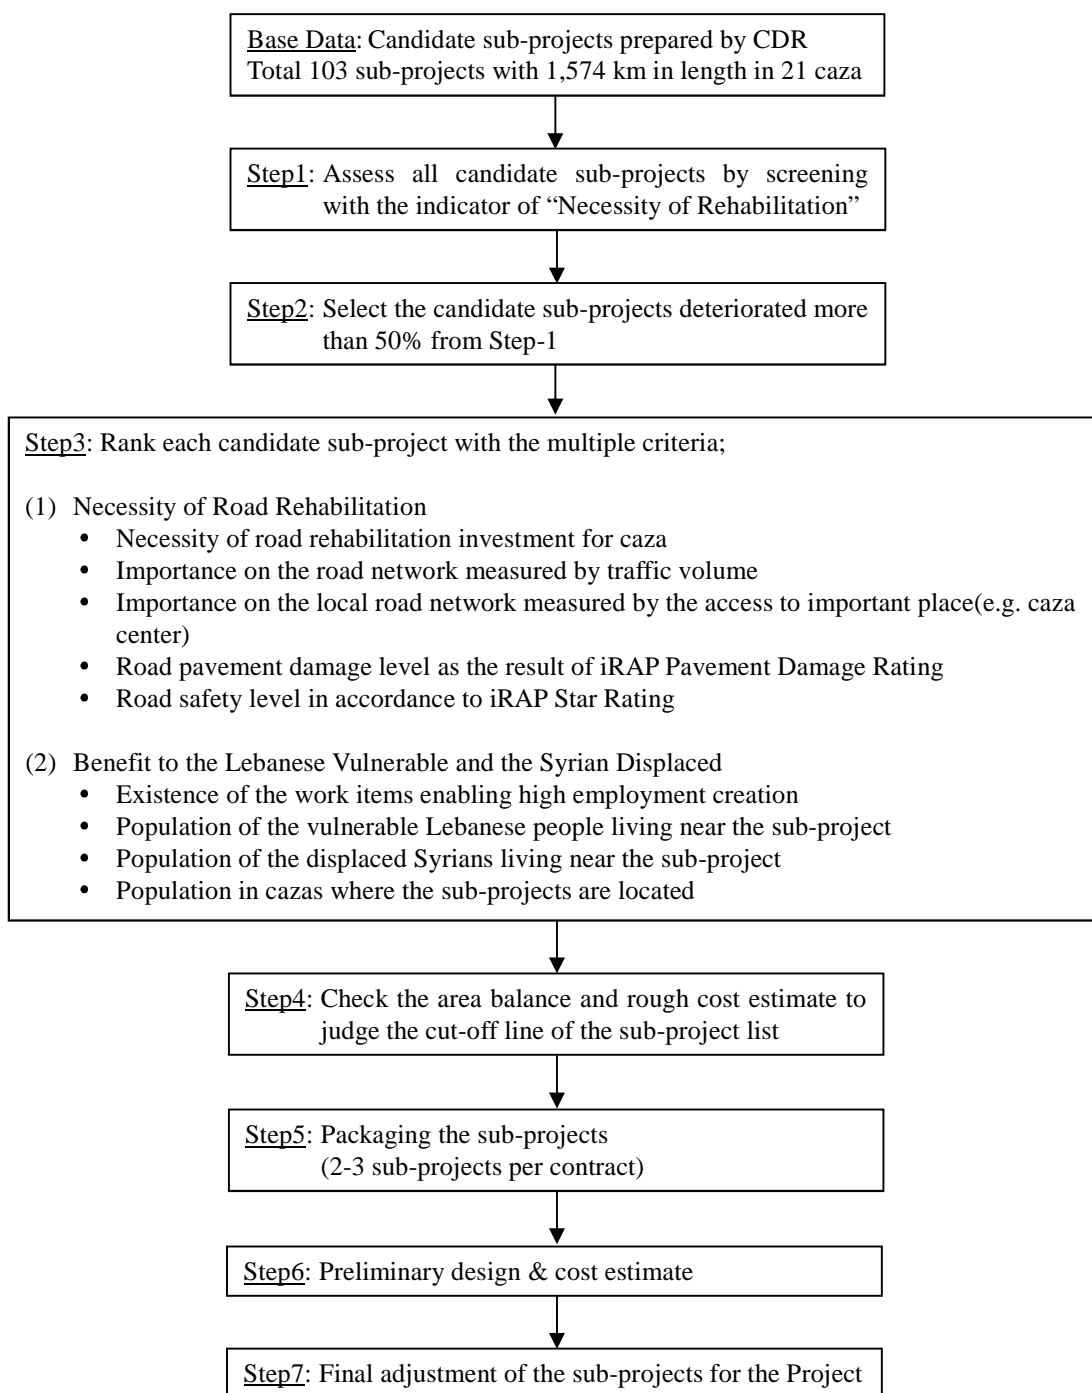 Base Data: Candidate sub-projects prepared by CDR
Total 103 sub-projects with 1,574 km in length in 21 caza
Step1: Assess all candidate sub-projects by screening
with the indicator of “Necessity of Rehabilitation”
Step2: Select the candidate sub-projects deteriorated more
than 50% from Step-1
Step3: Rank each candidate sub-project with the multiple criteria;
(1) Necessity of Road Rehabilitation
• Necessity of road rehabilitation investment for caza
• Importance on the road network measured by traffic volume
• Importance on the local road network measured by the access to important place(e.g. caza
center)
• Road pavement damage level as the result of iRAP Pavement Damage Rating
• Road safety level in accordance to iRAP Star Rating
(2) Benefit to the Lebanese Vulnerable and the Syrian Displaced
• Existence of the work items enabling high employment creation
• Population of the vulnerable Lebanese people living near the sub-project
• Population of the displaced Syrians living near the sub-project
• Population in cazas where the sub-projects are located
Step4: Check the area balance and rough cost estimate to
judge the cut-off line of the sub-project list
Step5: Packaging the sub-projects
(2-3 sub-projects per contract)
Step6: Preliminary design & cost estimate
Step7: Final adjustment of the sub-projects for the Project